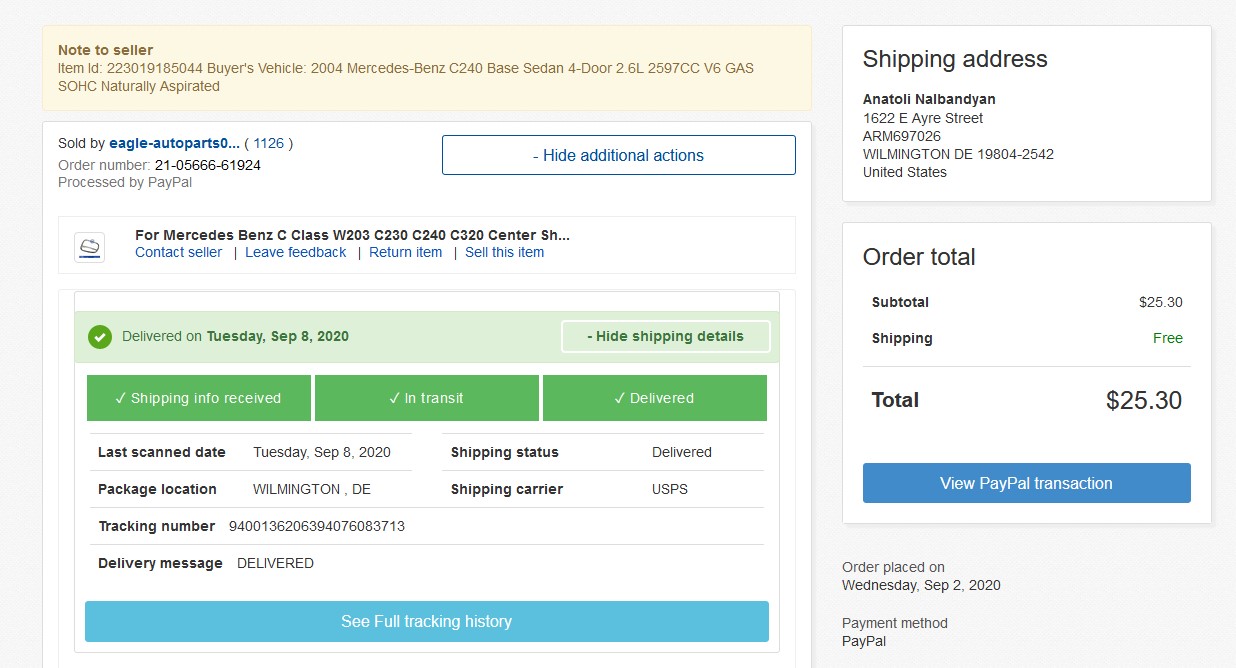 Note to seller
Item Id: 223019185044 Buyer's Vehicle: 2004 Mercedes-Benz C240 Base Sedan 4-Door 2.6L 2597CC V6 GAS
SOHC Naturally Aspirated
Sold by eagle-autoparts0... ( 1126 )
Order number: 21-05666-61924
Processed by PayPal
- Hide additional actions
For Mercedes Benz C Class W203 C230 C240 C320 Center Sh...
Contact seller | Leave feedback | Return item | Sell this item
Delivered on Tuesday, Sep 8, 2020
- Hide shipping details
✓ Shipping info received
✓ In transit
✓ Delivered
Last scanned date Tuesday, Sep 8, 2020
Shipping status Delivered
Package location WILMINGTON , DE
Shipping carrier USPS
Tracking number 9400136206394076083713
Delivery message DELIVERED
See Full tracking history
Shipping address
Anatoli Nalbandyan
1622 E Ayre Street
ARM697026
WILMINGTON DE 19804-2542
United States
Order total
Subtotal $25.30
Shipping Free
Total $25.30
View PayPal transaction
Order placed on
Wednesday, Sep 2, 2020
Payment method
PayPal